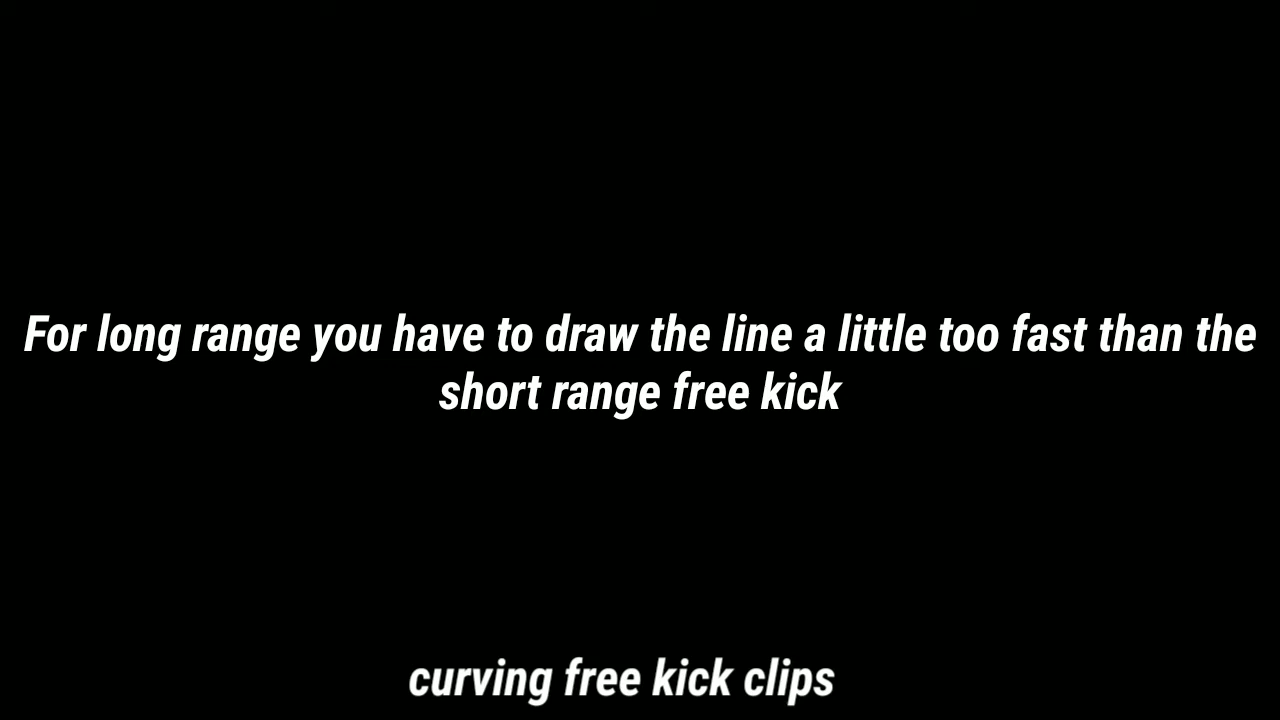 For long range you have to draw the line a little too fast than the
short range free kick
curving free kick clips